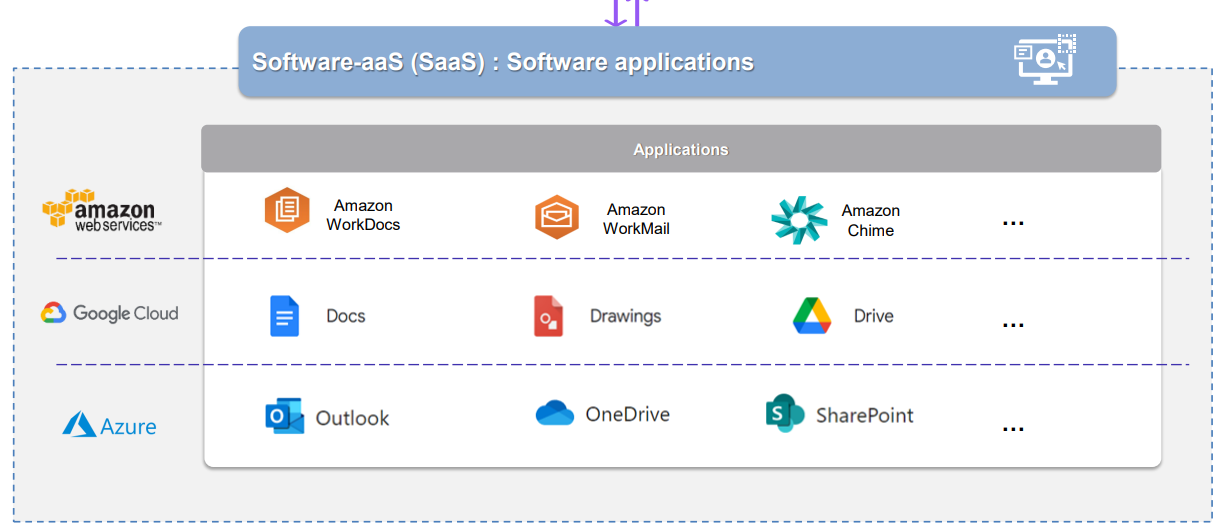 Software-aaS (SaaS) : Software applications
Applications
amazon
web services™
Amazon
WorkDocs
Amazon
WorkMail
Amazon
Chime
...
Google Cloud
Docs
Drawings
Drive
...
Azure
O
Outlook
OneDrive
S
SharePoint
...